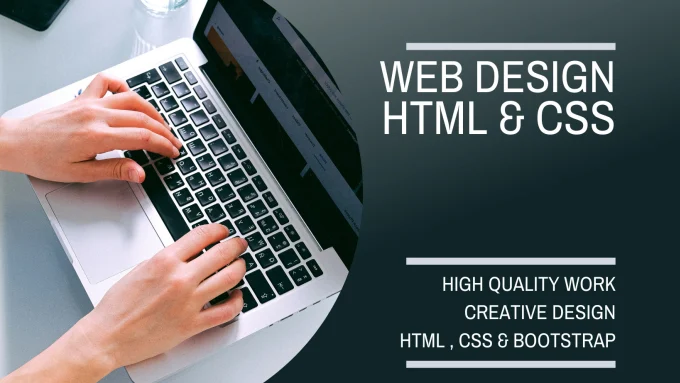 WEB DESIGN
HTML & CSS
HIGH QUALITY WORK
CREATIVE DESIGN
HTML , CSS & BOOTSTRAP